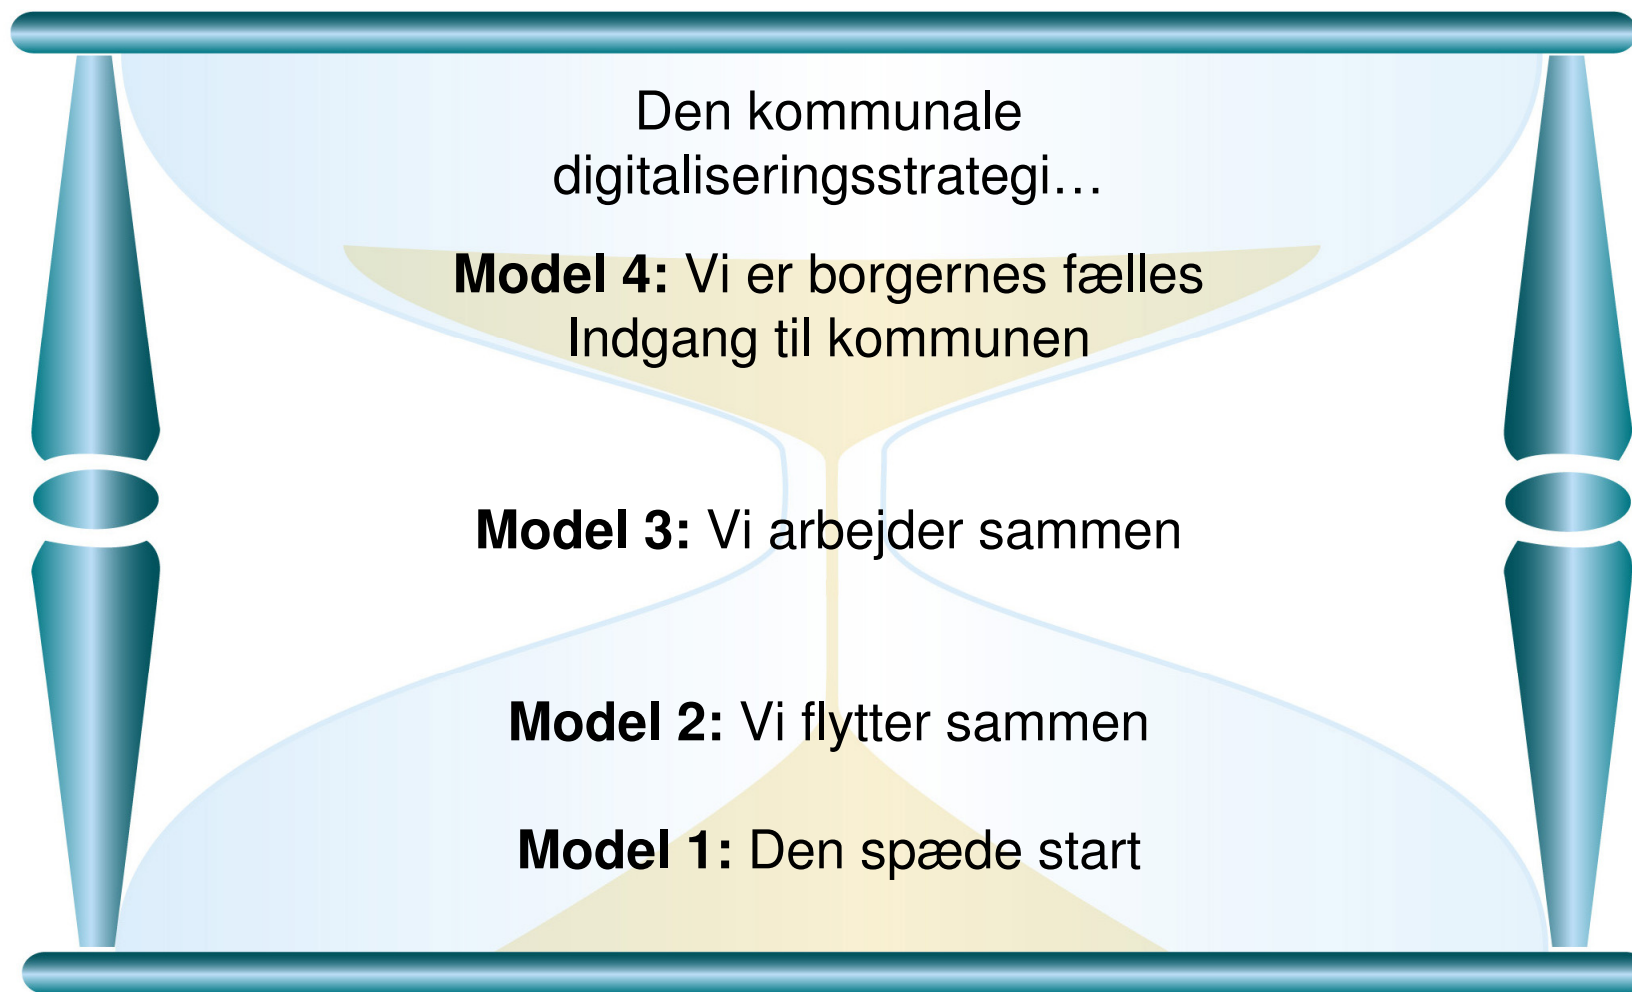 Den kommunale
digitaliseringsstrategi…
Model 4: Vi er borgernes fælles
Indgang til kommunen
Model 3: Vi arbejder sammen
Model 2: Vi flytter sammen
Model 1: Den spæde start